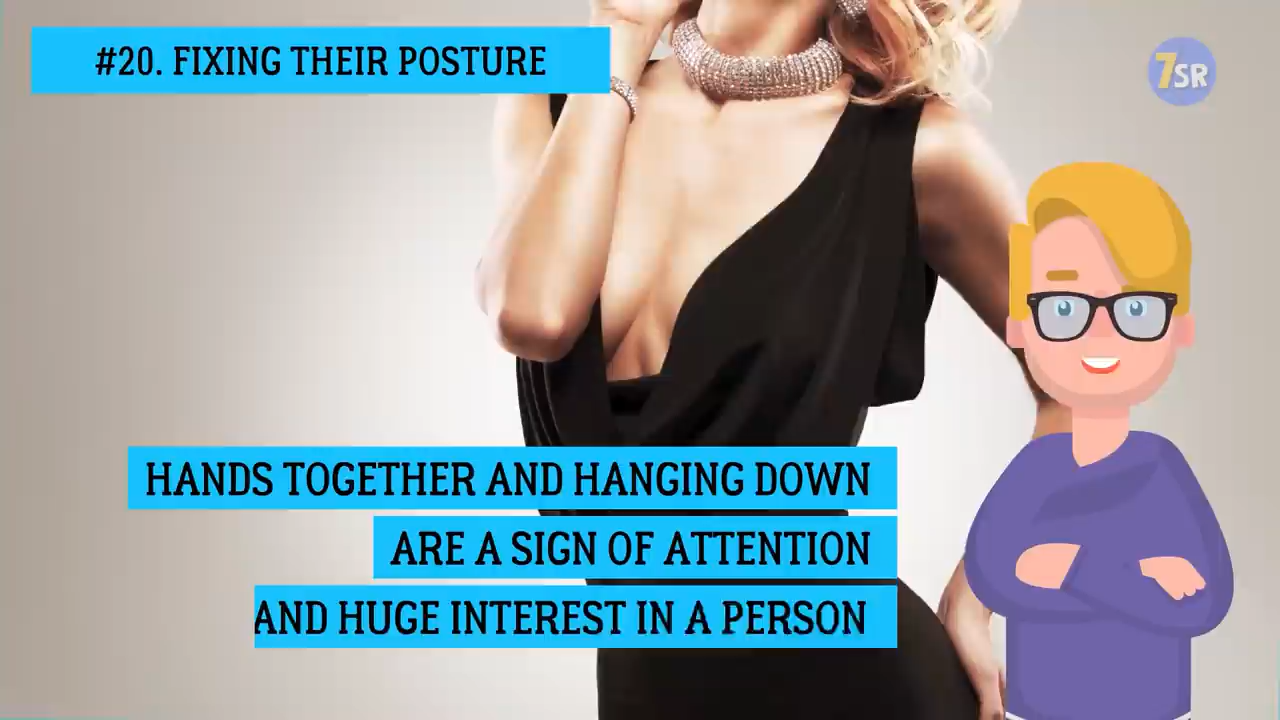 #20. FIXING THEIR POSTURE
7SR
HANDS TOGETHER AND HANGING DOWN
ARE A SIGN OF ATTENTION
AND HUGE INTEREST IN A PERSON